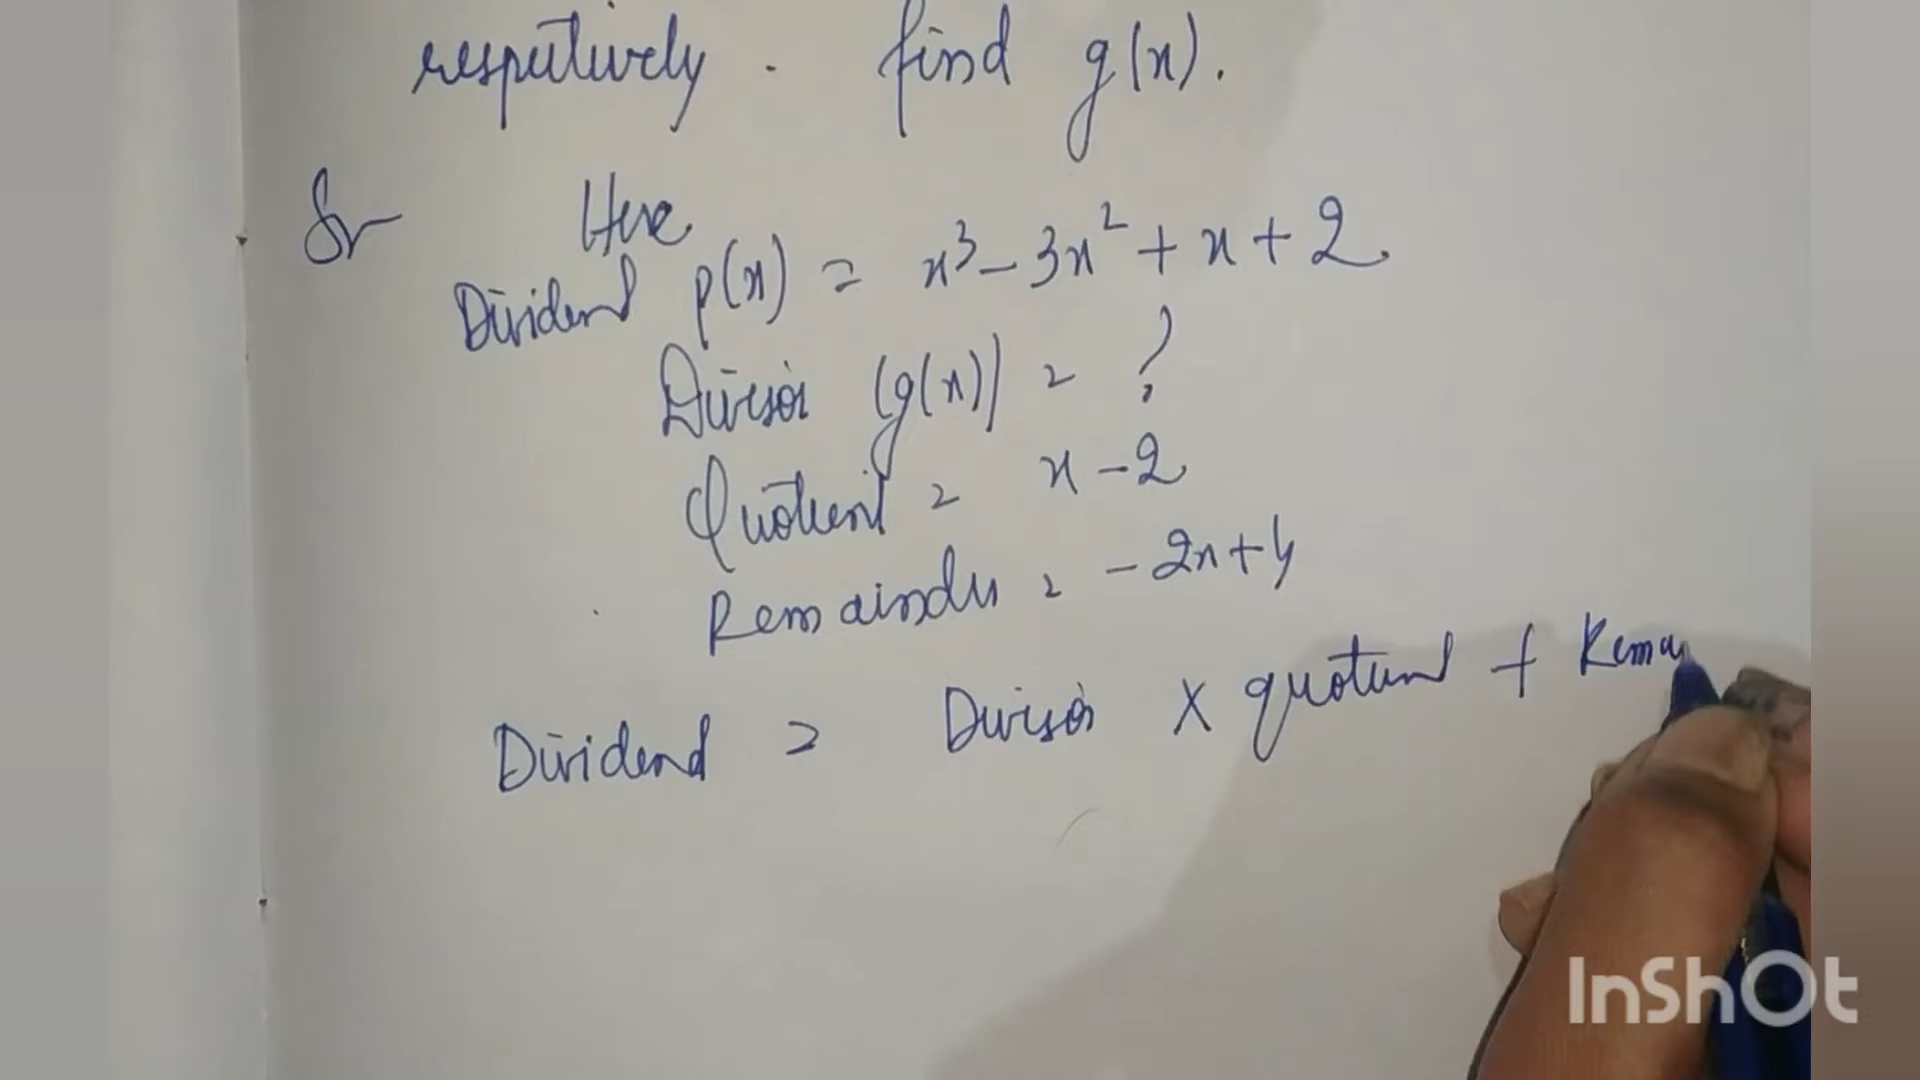 respectively. find g(x).
Sol Here
Dividend p(x) = x³ - 3x² + x + 2
Divisor (g(x)) = ?
Quotient = x - 2
Remainder = -2x + 4
Dividend = Divisor × quotient + Rema
InShOt